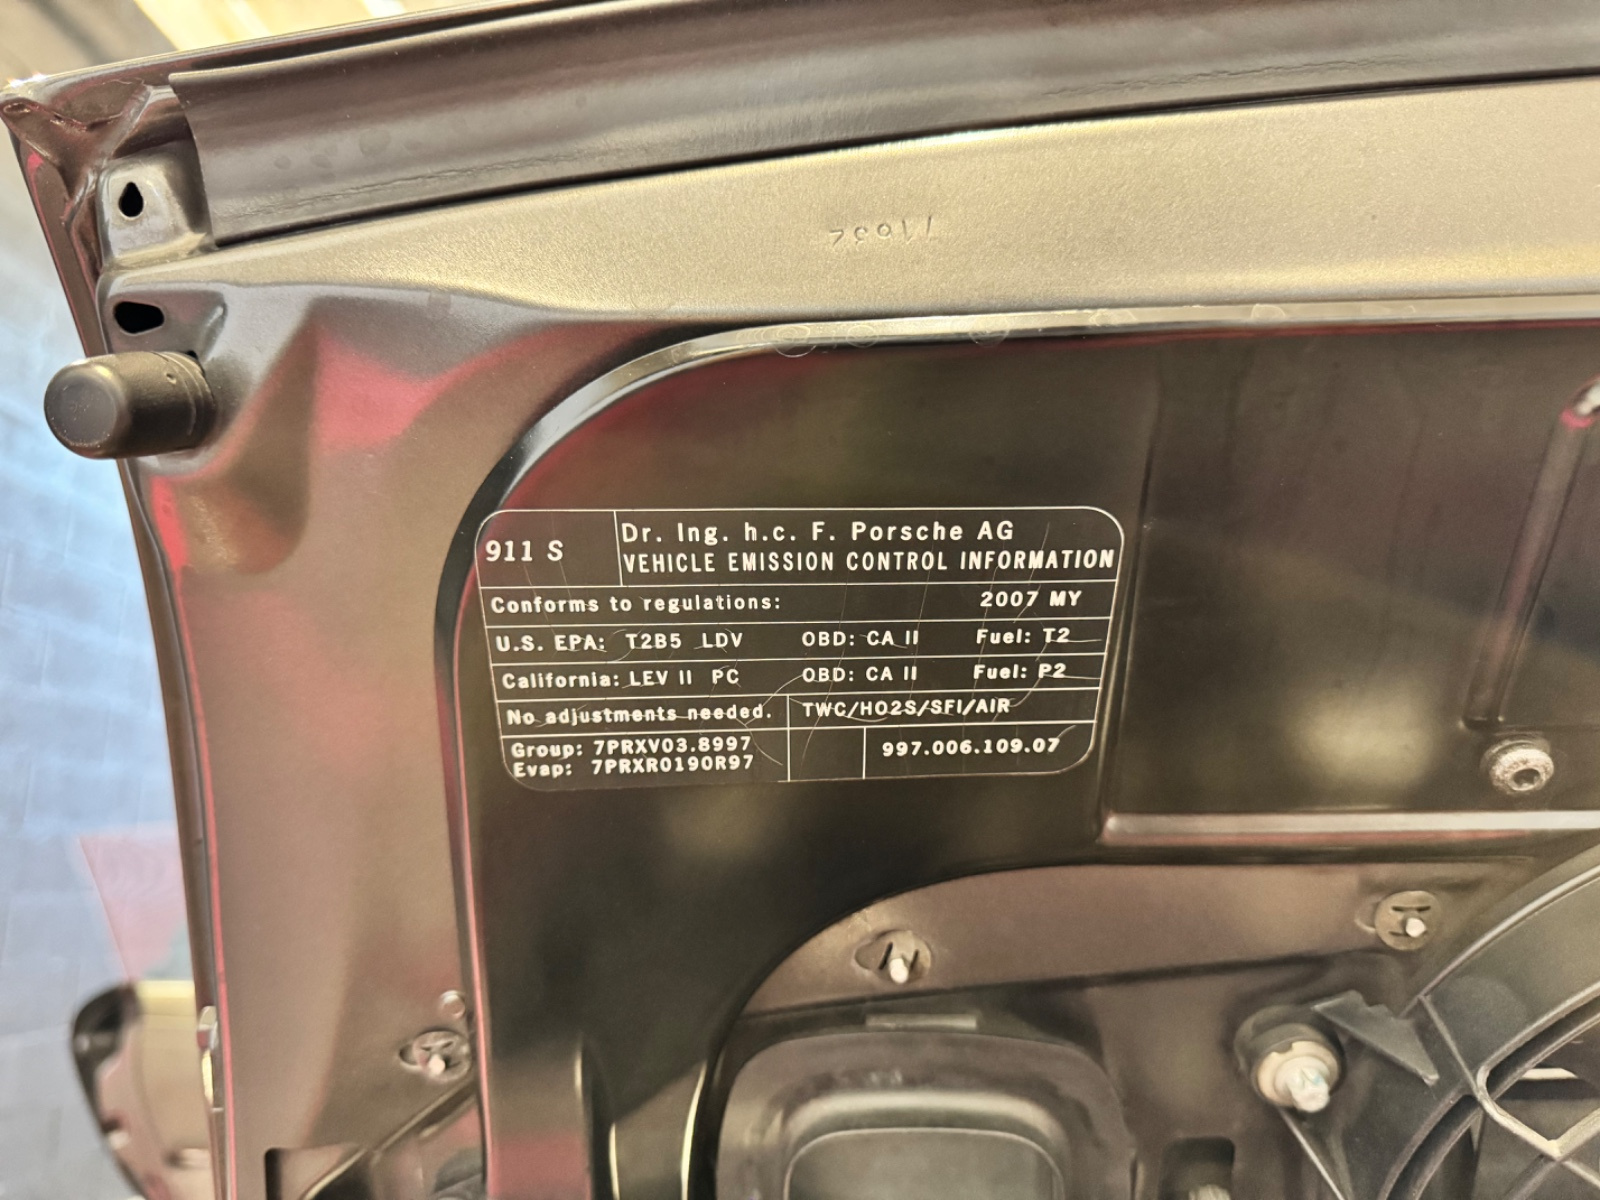 911 S
Dr. Ing. h.c. F. Porsche AG
VEHICLE EMISSION CONTROL INFORMATION
Conforms to regulations: 2007 MY
U.S. EPA: T2B5 LDV OBD: CA II Fuel: T2
California: LEV II PC OBD: CA II Fuel: P2
No adjustments needed. TWC/HO2S/SFI/AIR
Group: 7PRXV03.8997
Evap: 7PRXR0190R97
997.006.109.07